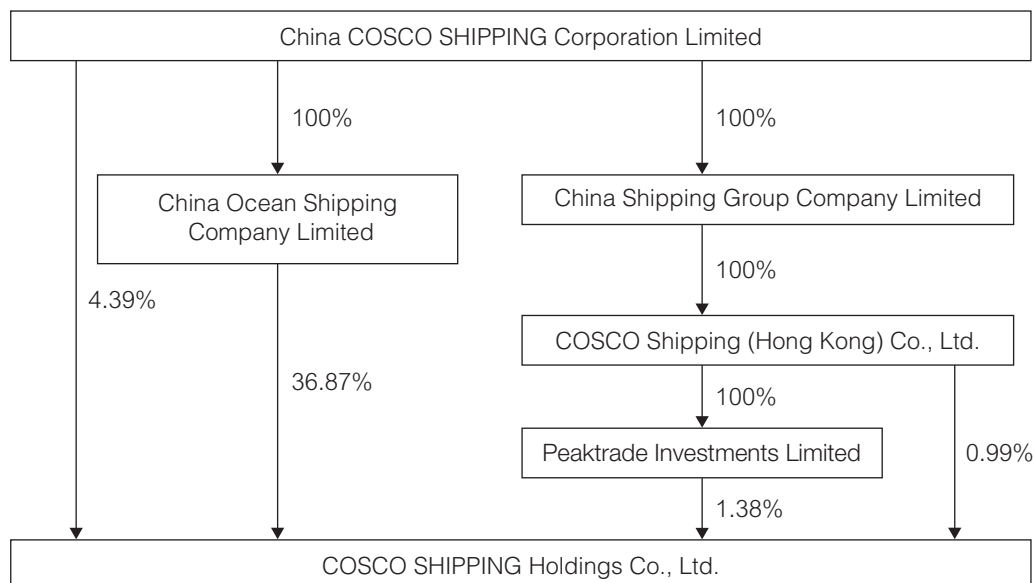 China COSCO SHIPPING Corporation Limited
100%
100%
China Ocean Shipping
Company Limited
China Shipping Group Company Limited
100%
4.39%
COSCO Shipping (Hong Kong) Co., Ltd.
36.87%
100%
Peaktrade Investments Limited
0.99%
1.38%
COSCO SHIPPING Holdings Co., Ltd.